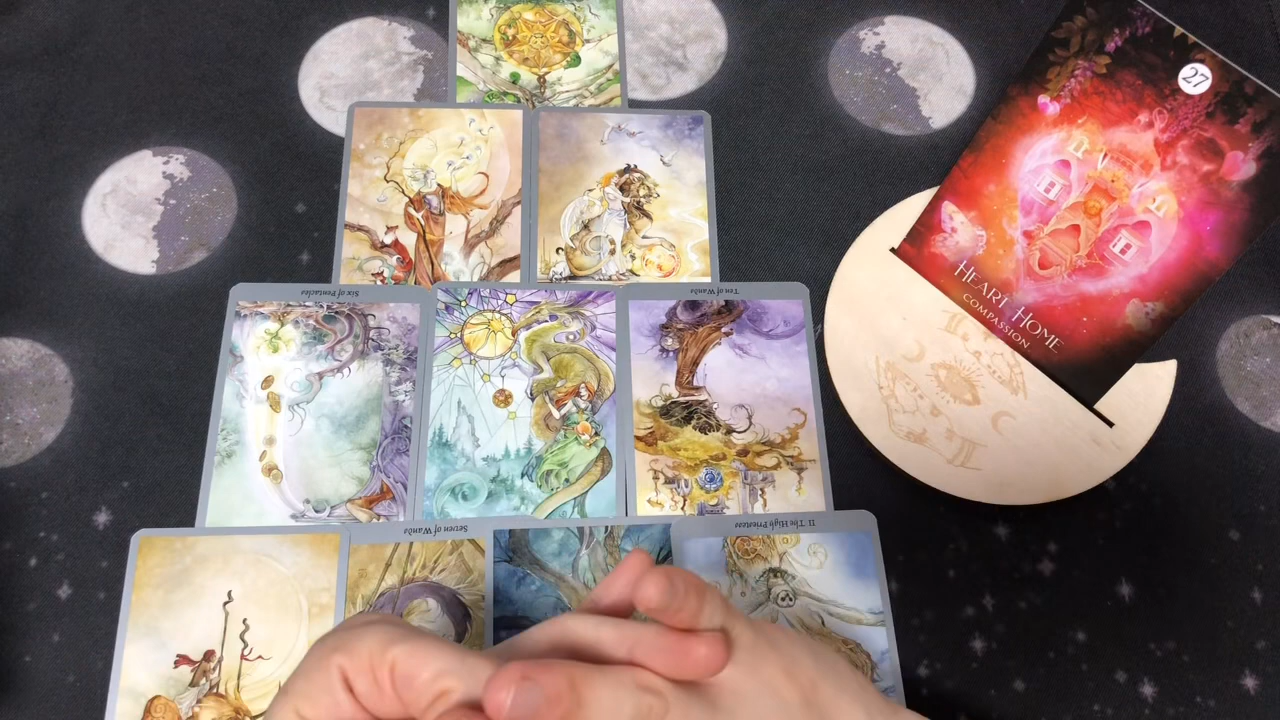 27
HEART HOME
COMPASSION
Six of Pentacles
Ten of Wands
Seven of Wands
II The High Priestess